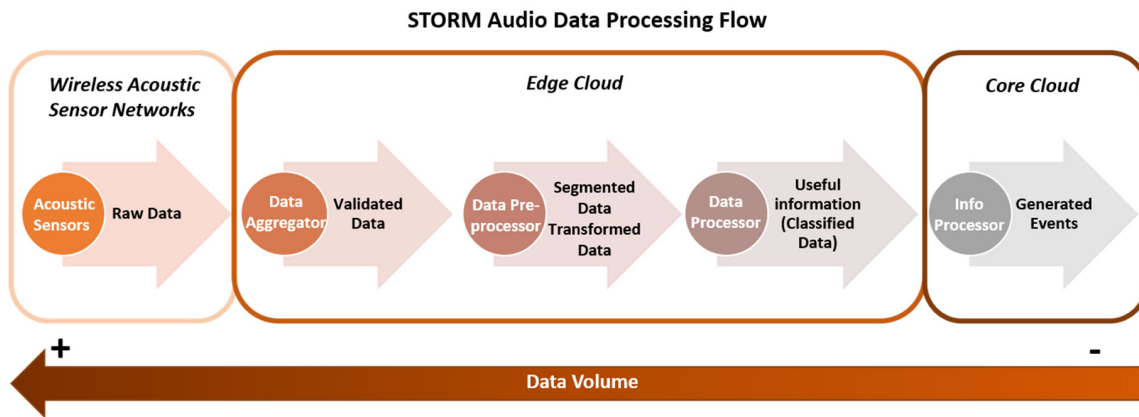 STORM Audio Data Processing Flow
Wireless Acoustic
Sensor Networks
Edge Cloud
Core Cloud
Acoustic
Sensors
Raw Data
Data
Aggregator
Validated
Data
Data Pre-
processor
Segmented
Data
Transformed
Data
Data
Processor
Useful
information
(Classified
Data)
Info
Processor
Generated
Events
+
-
Data Volume